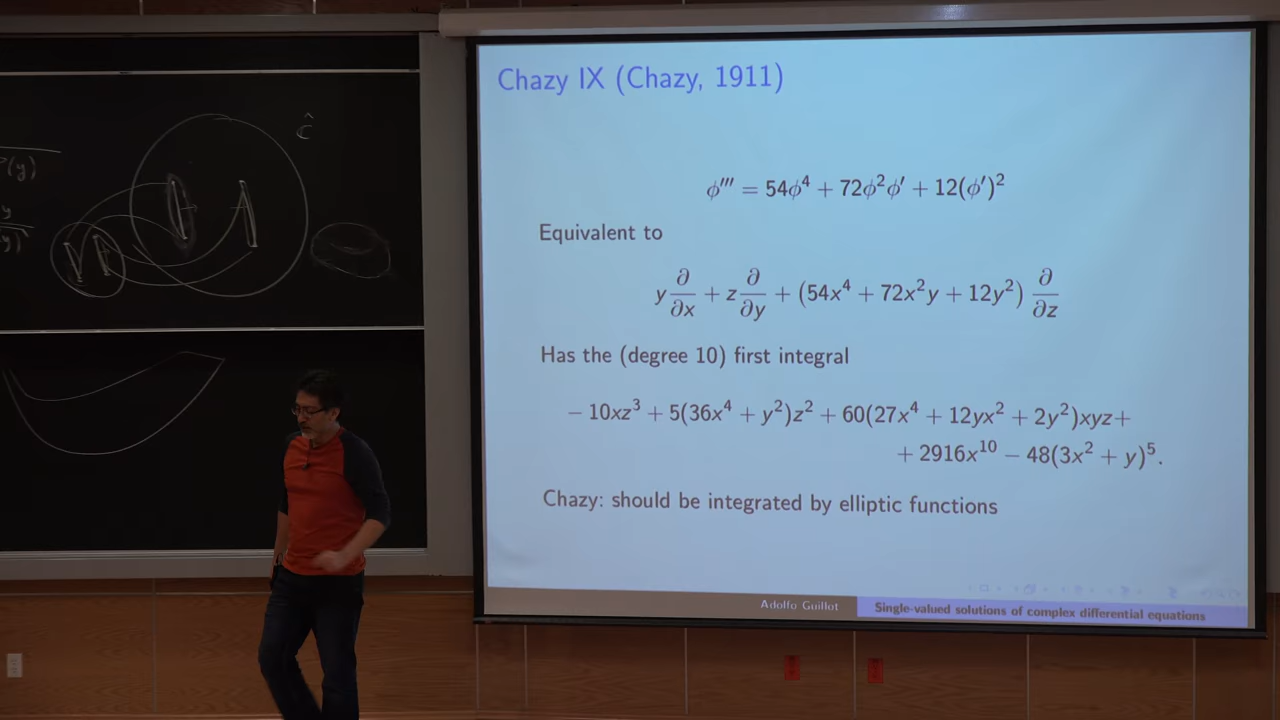 Ĉ
P(y)
y
Chazy IX (Chazy, 1911)
ϕ′′′ = 54ϕ⁴ + 72ϕ²ϕ′ + 12(ϕ′)²
Equivalent to
y ∂/∂x + z ∂/∂y + (54x⁴ + 72x²y + 12y²) ∂/∂z
Has the (degree 10) first integral
− 10xz³ + 5(36x⁴ + y²)z² + 60(27x⁴ + 12yx² + 2y²)xyz+
+ 2916x¹⁰ − 48(3x² + y)⁵.
Chazy: should be integrated by elliptic functions
Adolfo Guillot
Single-valued solutions of complex differential equations